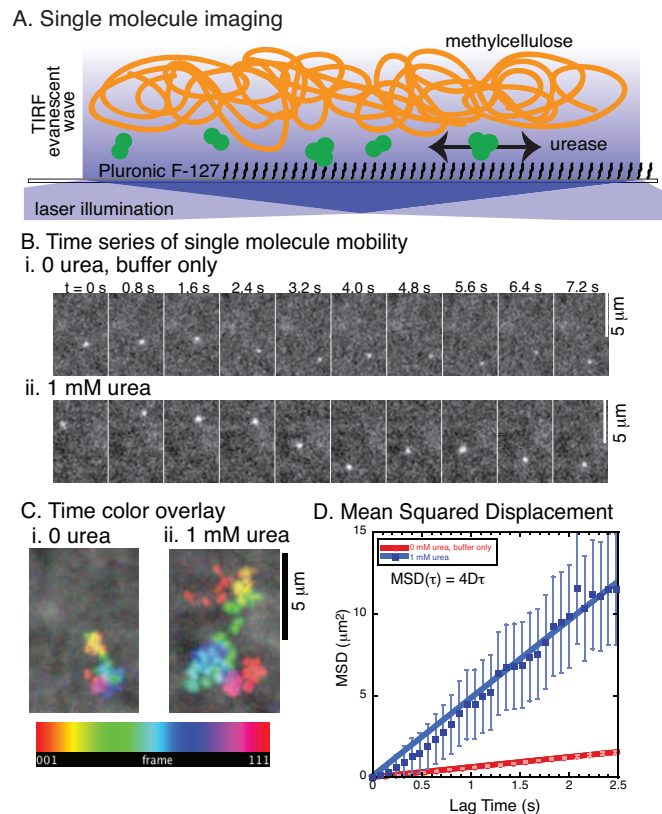 A. Single molecule imaging
methylcellulose
TIRF
evanescent
wave
urease
Pluronic F-127
laser illumination
B. Time series of single molecule mobility
i. 0 urea, buffer only
t = 0 s 0.8 s 1.6 s 2.4 s 3.2 s 4.0 s 4.8 s 5.6 s 6.4 s 7.2 s
5 μm
ii. 1 mM urea
5 μm
C. Time color overlay
i. 0 urea ii. 1 mM urea
5 μm
001 frame 111
D. Mean Squared Displacement
15
0 mM urea, buffer only
1 mM urea
MSD(τ) = 4Dτ
10
MSD (μm²)
5
0
0 0.5 1 1.5 2 2.5
Lag Time (s)